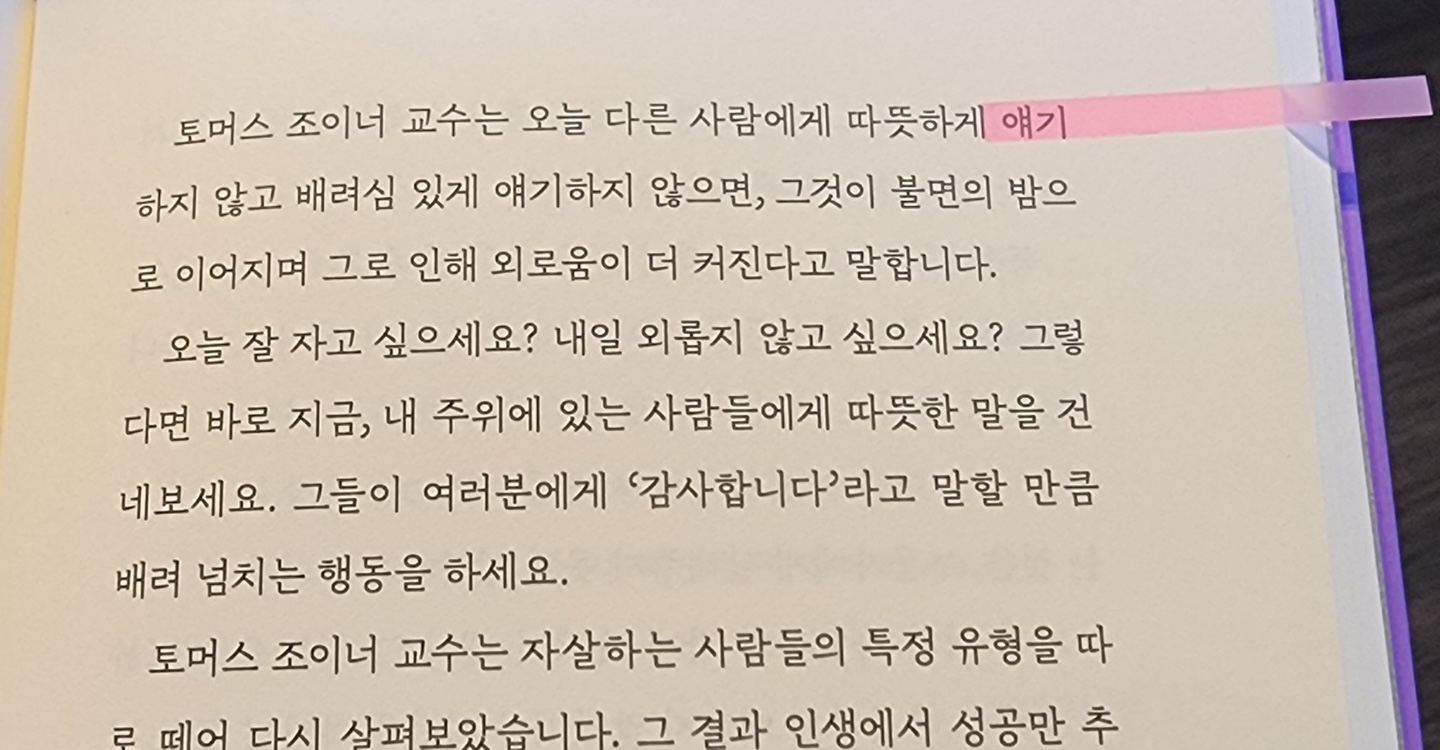 토머스 조이너 교수는 오늘 다른 사람에게 따뜻하게 얘기
하지 않고 배려심 있게 얘기하지 않으면, 그것이 불면의 밤으
로 이어지며 그로 인해 외로움이 더 커진다고 말합니다.
오늘 잘 자고 싶으세요? 내일 외롭지 않고 싶으세요? 그렇
다면 바로 지금, 내 주위에 있는 사람들에게 따뜻한 말을 건
네보세요. 그들이 여러분에게 ‘감사합니다’라고 말할 만큼
배려 넘치는 행동을 하세요.
토머스 조이너 교수는 자살하는 사람들의 특정 유형을 따
로 떼어 다시 살펴보았습니다. 그 결과 인생에서 성공만 추